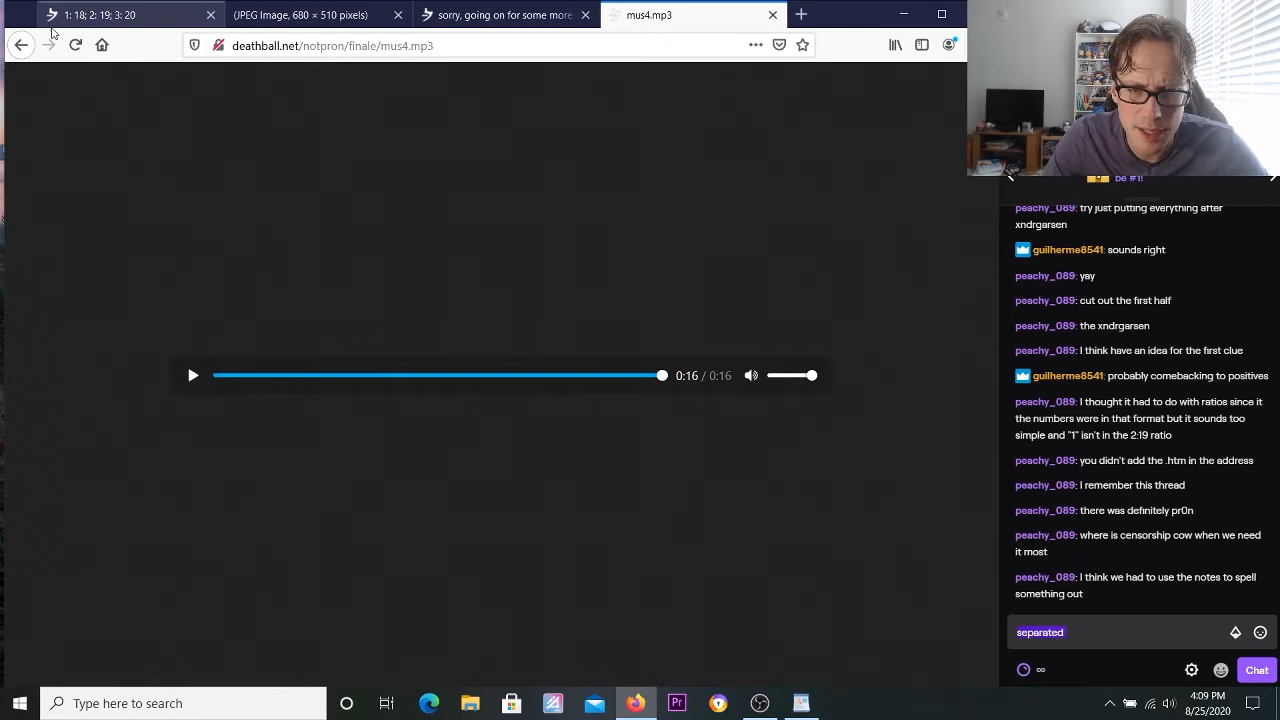 1: 18; 2: 19; 3: 20
(JPEG Image, 690 × 510 pixels)
orry, going on for some more
mus4.mp3
deathball.net/notpron/finale/mus4.mp3
be #1!
peachy_089: try just putting everything after
xndrgarsen
guilherme8541: sounds right
peachy_089: yay
peachy_089: cut out the first half
peachy_089: the xndrgarsen
peachy_089: I think have an idea for the first clue
guilherme8541: probably comebacking to positives
peachy_089: I thought it had to do with ratios since it
the numbers were in that format but it sounds too
simple and "1" isn't in the 2:19 ratio
peachy_089: you didn't add the .htm in the address
peachy_089: I remember this thread
peachy_089: there was definitely pr0n
peachy_089: where is censorship cow when we need
it most
peachy_089: I think we had to use the notes to spell
something out
0:16 / 0:16
separated
Chat
Type here to search
Pr
4:09 PM
8/25/2020